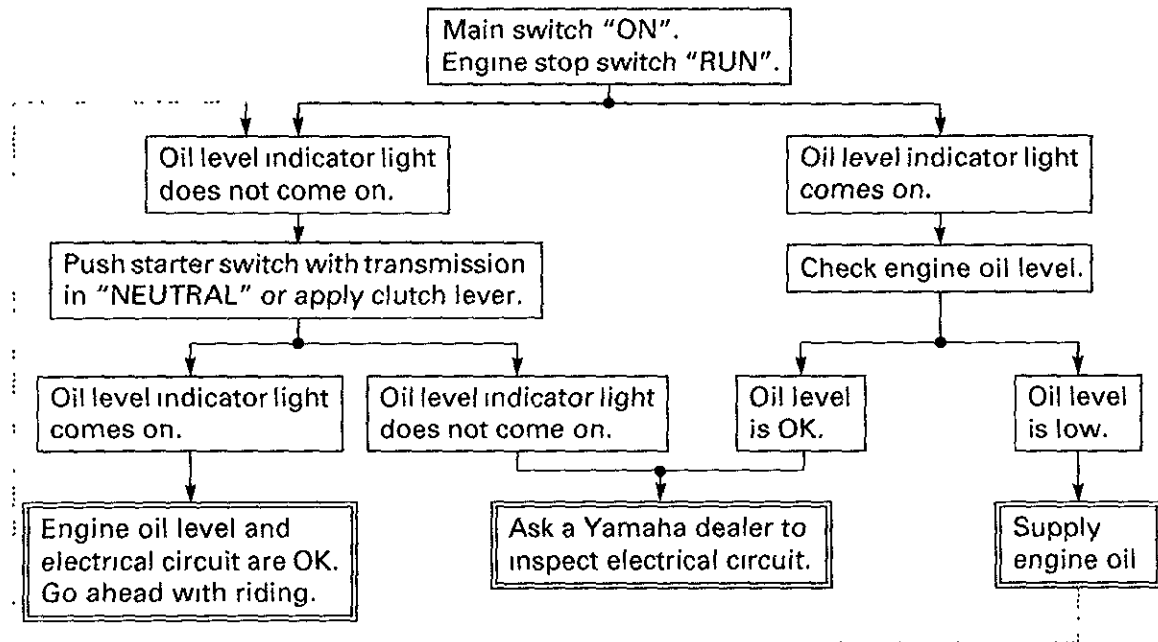 Main switch “ON”.
Engine stop switch “RUN”.
Oil level indicator light
does not come on.
Oil level indicator light
comes on.
Push starter switch with transmission
in “NEUTRAL” or apply clutch lever.
Check engine oil level.
Oil level indicator light
comes on.
Oil level indicator light
does not come on.
Oil level
is OK.
Oil level
is low.
Engine oil level and
electrical circuit are OK.
Go ahead with riding.
Ask a Yamaha dealer to
inspect electrical circuit.
Supply
engine oil